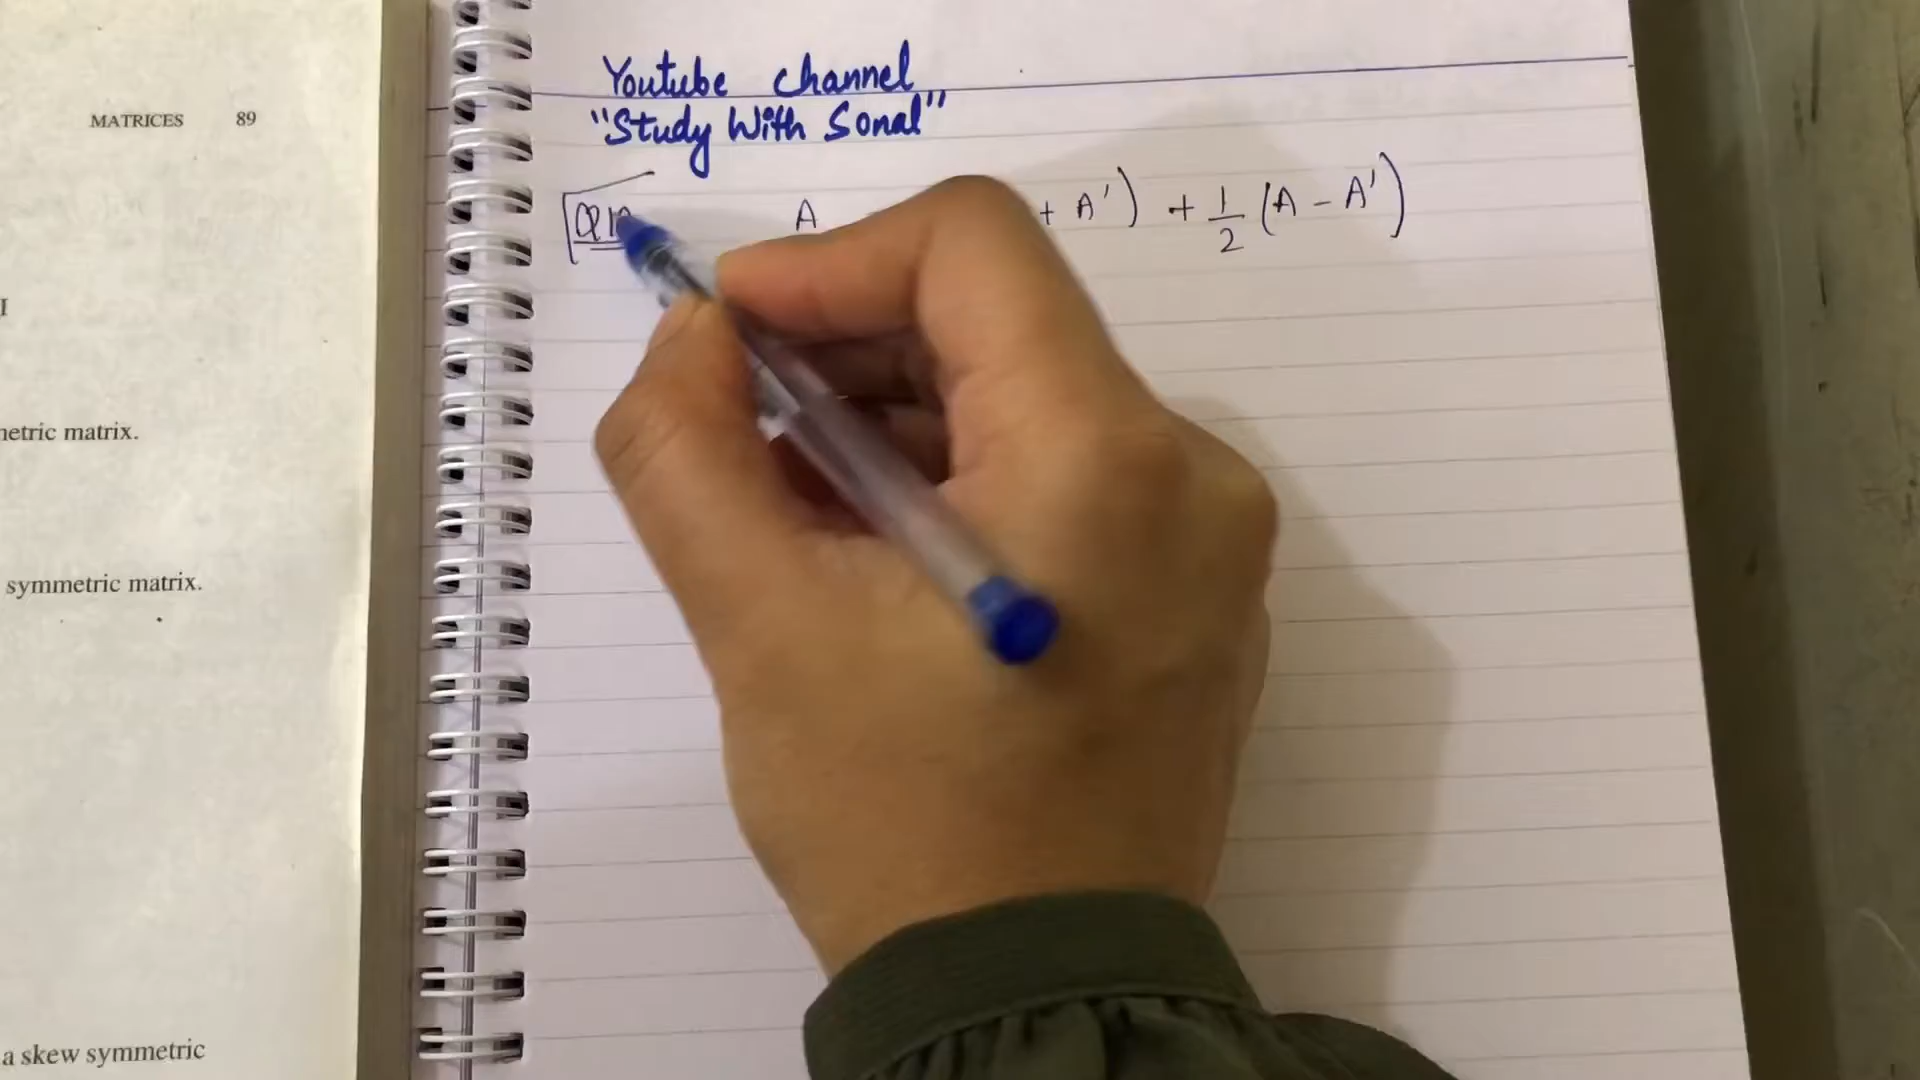 MATRICES 89
I
netric matrix.
symmetric matrix.
a skew symmetric
Youtube channel
"Study With Sonal"
A + A') + 1/2 (A - A')